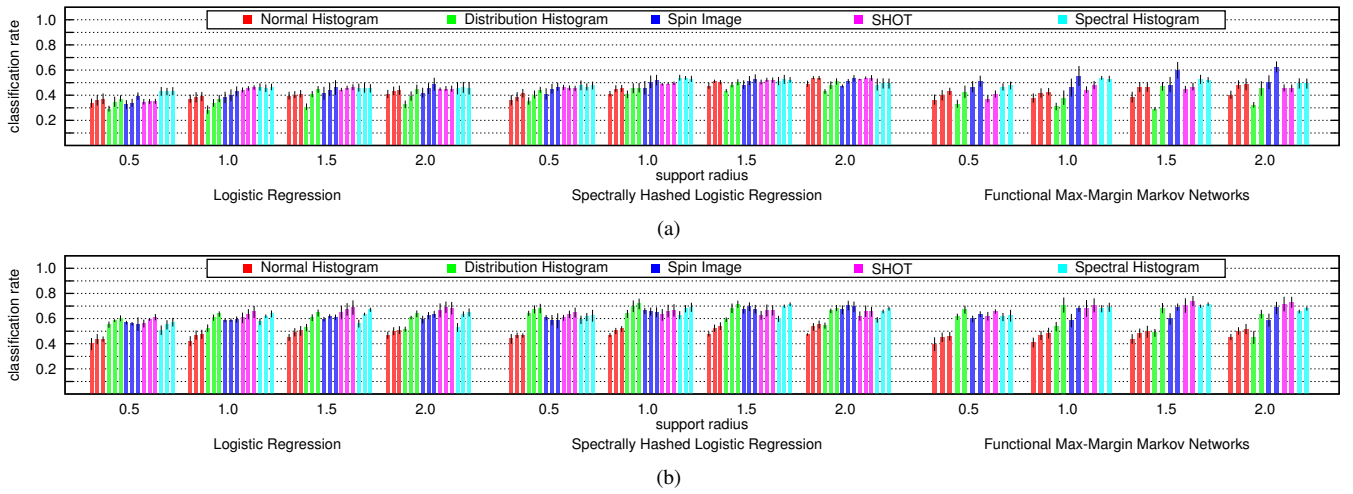 1.0
0.8
0.6
0.4
0.2
classification rate
Normal Histogram Distribution Histogram Spin Image SHOT Spectral Histogram
0.5 1.0 1.5 2.0 0.5 1.0 1.5 2.0 0.5 1.0 1.5 2.0
support radius
Logistic Regression Spectrally Hashed Logistic Regression Functional Max-Margin Markov Networks
(a)
1.0
0.8
0.6
0.4
0.2
classification rate
Normal Histogram Distribution Histogram Spin Image SHOT Spectral Histogram
0.5 1.0 1.5 2.0 0.5 1.0 1.5 2.0 0.5 1.0 1.5 2.0
support radius
Logistic Regression Spectrally Hashed Logistic Regression Functional Max-Margin Markov Networks
(b)